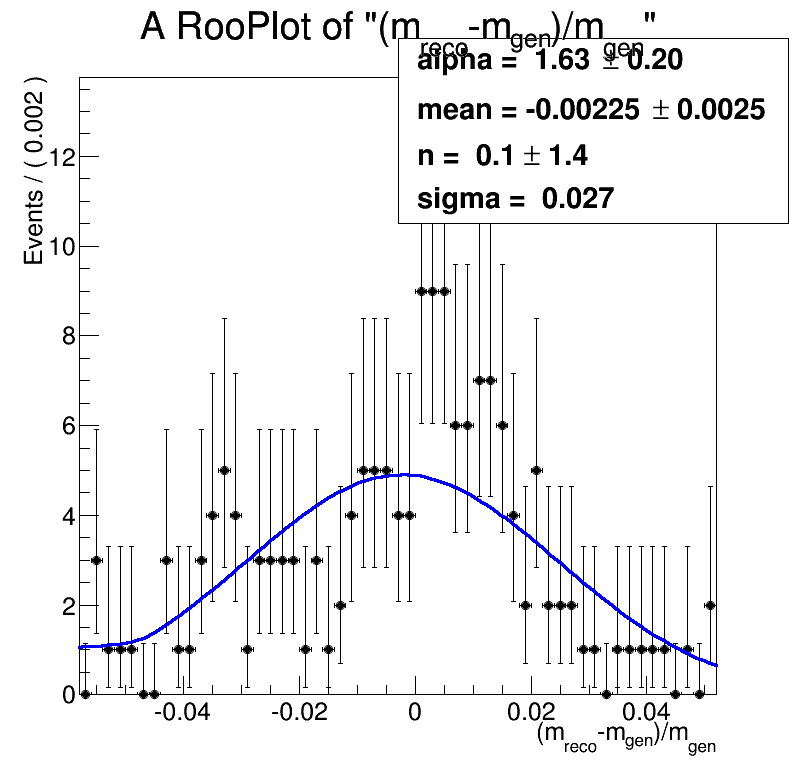 A RooPlot of "(m_reco-m_gen)/m_gen"
alpha = 1.63 ± 0.20
mean = -0.00225 ± 0.0025
n = 0.1 ± 1.4
sigma = 0.027
Events / ( 0.002 )
12
10
8
6
4
2
0
-0.04 -0.02 0 0.02 0.04
(m_reco-m_gen)/m_gen